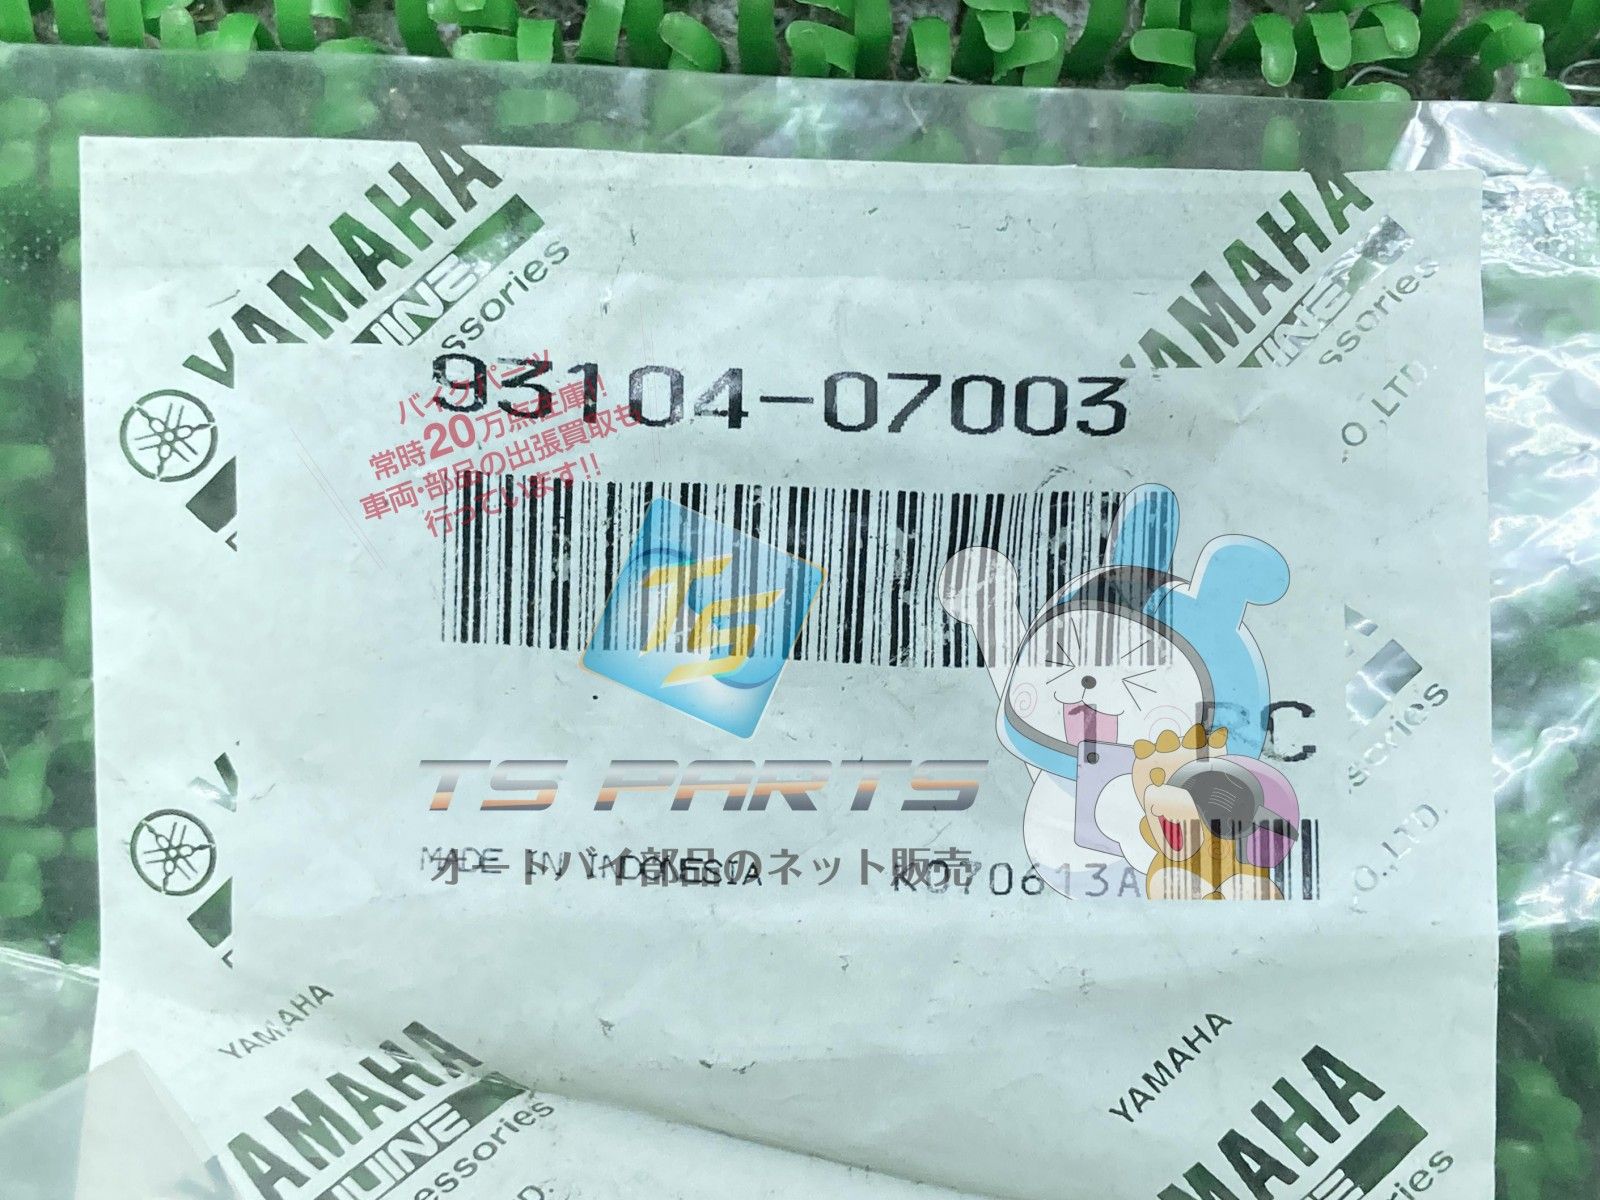 YAMAHA
YAMAHA
93104-07003
バイクパーツ
常時20万点在庫!!
車両・部品の出張買取も
行っています!!
TS
1 PC
TS PARTS
MADE IN INDONESIA
オートバイ部品のネット販売
K070613A
YAMAHA
YAMAHA
YAMAHA